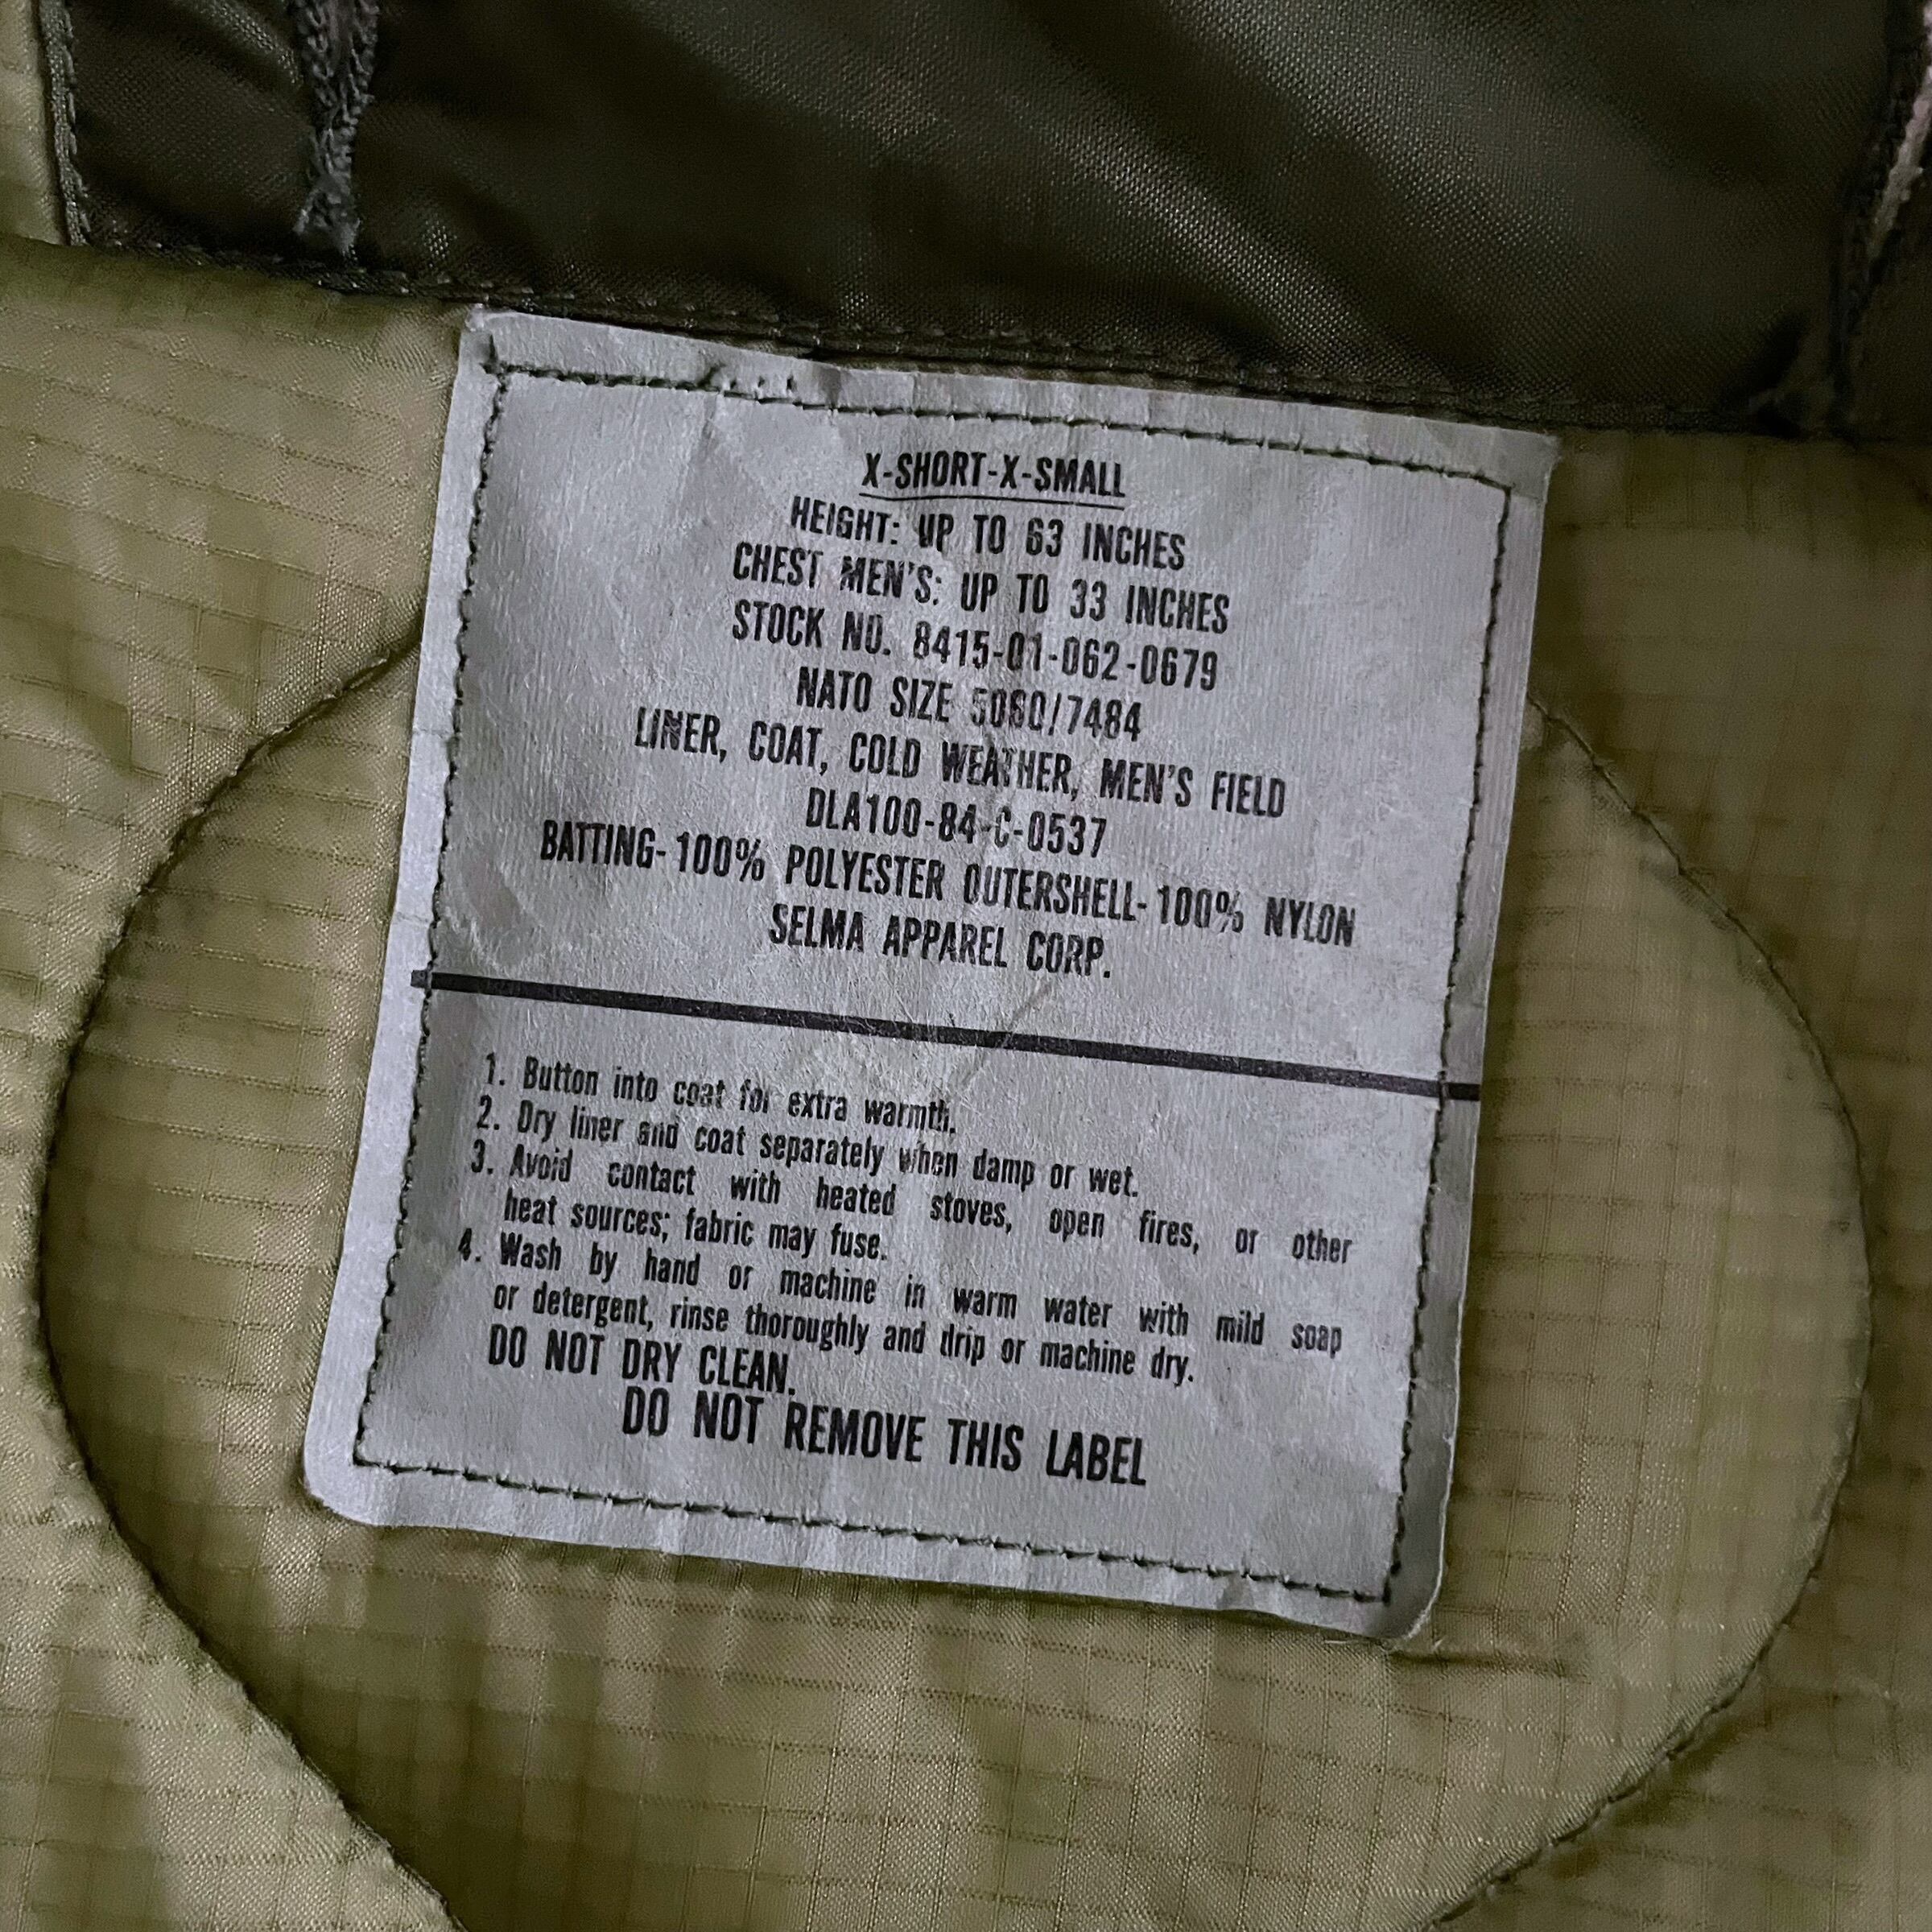 X-SHORT-X-SMALL
HEIGHT: UP TO 63 INCHES
CHEST MEN'S: UP TO 33 INCHES
STOCK NO. 8415-01-062-0679
NATO SIZE 5060/7484
LINER, COAT, COLD WEATHER, MEN'S FIELD
DLA100-84-C-0537
BATTING-100% POLYESTER OUTERSHELL-100% NYLON
SELMA APPAREL CORP.
1. Button into coat for extra warmth.
2. Dry liner and coat separately when damp or wet.
3. Avoid contact with heated stoves, open fires, or other
heat sources; fabric may fuse.
4. Wash by hand or machine in warm water with mild soap
or detergent, rinse thoroughly and drip or machine dry.
DO NOT DRY CLEAN.
DO NOT REMOVE THIS LABEL